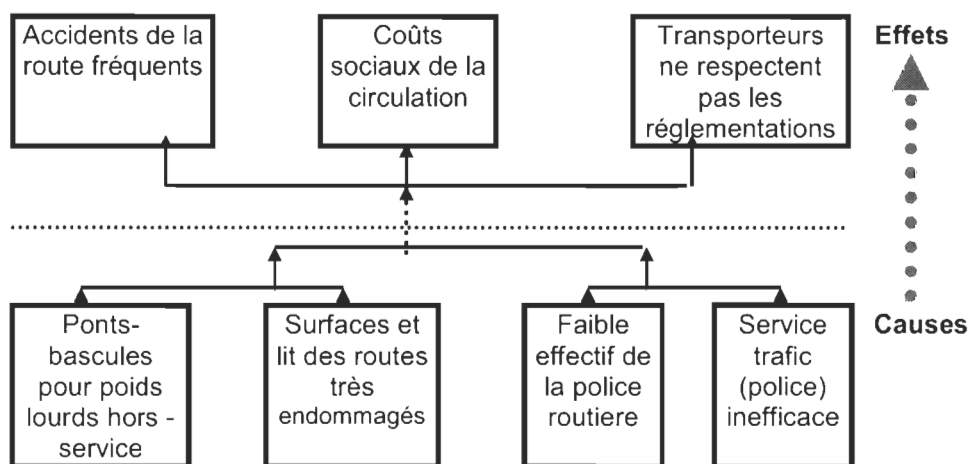 Accidents de la
route fréquents
Coûts
sociaux de la
circulation
Transporteurs
ne respectent
pas les
réglementations
Effets
Ponts-
bascules
pour poids
lourds hors -
service
Surfaces et
lit des routes
très
endommagés
Faible
effectif de
la police
routiere
Service
trafic
(police)
inefficace
Causes